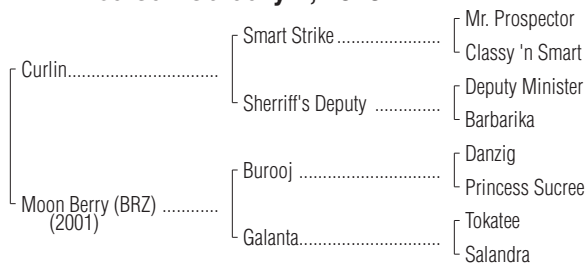 Mr. Prospector
Smart Strike ....................
Classy 'n Smart
Curlin..............................
Deputy Minister
Sherriff's Deputy ..............
Barbarika
Danzig
Burooj ...........................
Princess Sucree
Moon Berry (BRZ) ...........
(2001)
Tokatee
Galanta...........................
Salandra